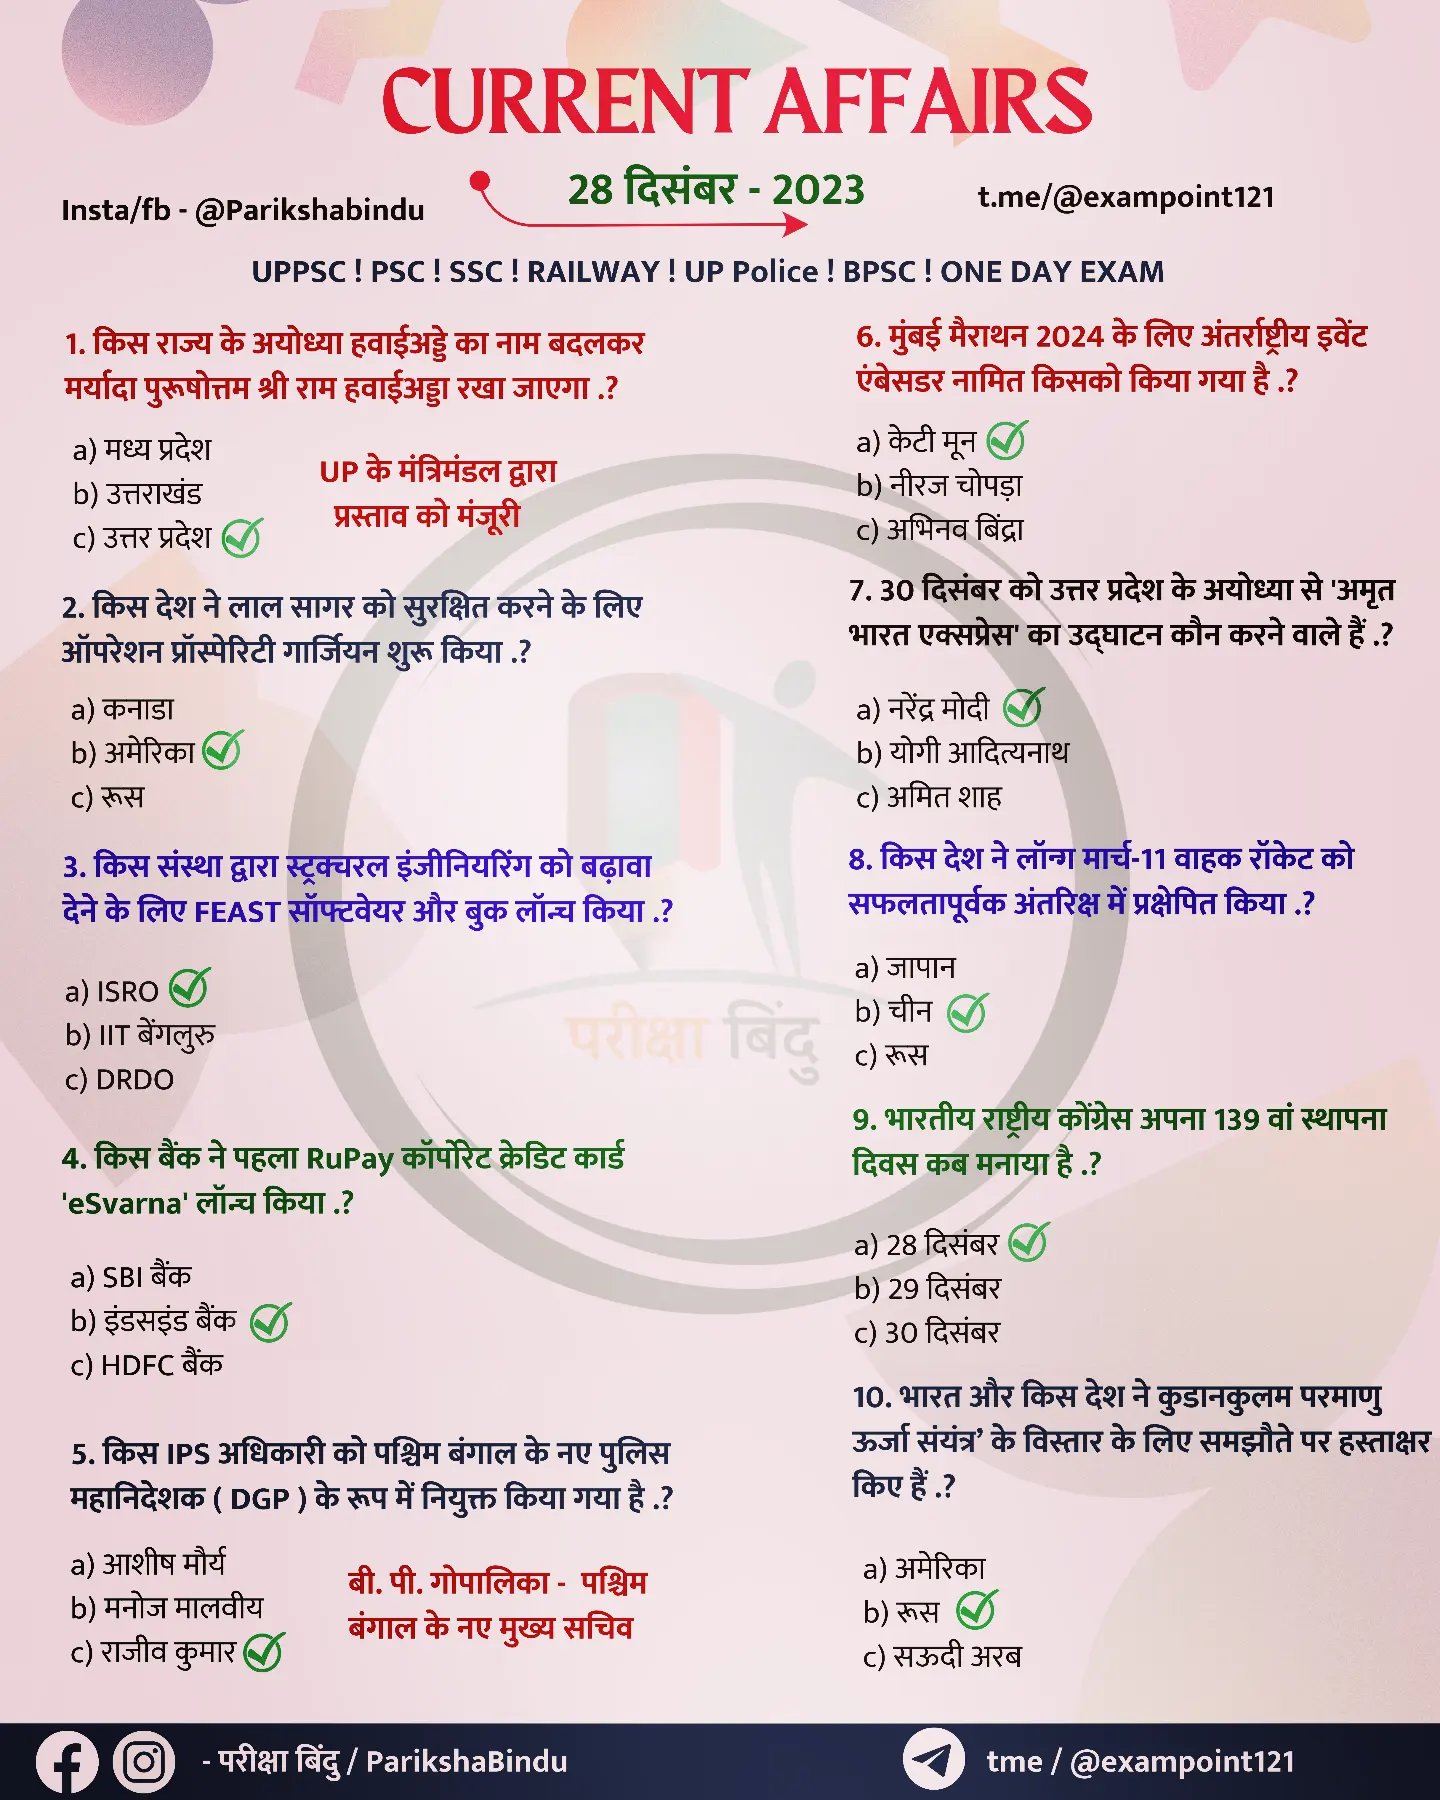 CURRENT AFFAIRS
28 दिसंबर - 2023
Insta/fb - @Parikshabindu
t.me/@exampoint121
UPPSC ! PSC ! SSC ! RAILWAY ! UP Police ! BPSC ! ONE DAY EXAM
1. किस राज्य के अयोध्या हवाईअड्डे का नाम बदलकर
मर्यादा पुरूषोत्तम श्री राम हवाईअड्डा रखा जाएगा .?
a) मध्य प्रदेश
b) उत्तराखंड
c) उत्तर प्रदेश
UP के मंत्रिमंडल द्वारा
प्रस्ताव को मंजूरी
2. किस देश ने लाल सागर को सुरक्षित करने के लिए
ऑपरेशन प्रॉस्पेरिटी गार्जियन शुरू किया .?
a) कनाडा
b) अमेरिका
c) रूस
3. किस संस्था द्वारा स्ट्रक्चरल इंजीनियरिंग को बढ़ावा
देने के लिए FEAST सॉफ्टवेयर और बुक लॉन्च किया .?
a) ISRO
b) IIT बेंगलुरु
c) DRDO
4. किस बैंक ने पहला RuPay कॉर्पोरेट क्रेडिट कार्ड
'eSvarna' लॉन्च किया .?
a) SBI बैंक
b) इंडसइंड बैंक
c) HDFC बैंक
5. किस IPS अधिकारी को पश्चिम बंगाल के नए पुलिस
महानिदेशक ( DGP ) के रूप में नियुक्त किया गया है .?
a) आशीष मौर्य
b) मनोज मालवीय
c) राजीव कुमार
बी. पी. गोपालिका - पश्चिम
बंगाल के नए मुख्य सचिव
6. मुंबई मैराथन 2024 के लिए अंतर्राष्ट्रीय इवेंट
एंबेसडर नामित किसको किया गया है .?
a) केटी मून
b) नीरज चोपड़ा
c) अभिनव बिंद्रा
7. 30 दिसंबर को उत्तर प्रदेश के अयोध्या से 'अमृत
भारत एक्सप्रेस' का उद्घाटन कौन करने वाले हैं .?
a) नरेंद्र मोदी
b) योगी आदित्यनाथ
c) अमित शाह
8. किस देश ने लॉन्ग मार्च-11 वाहक रॉकेट को
सफलतापूर्वक अंतरिक्ष में प्रक्षेपित किया .?
a) जापान
b) चीन
c) रूस
9. भारतीय राष्ट्रीय कोंग्रेस अपना 139 वां स्थापना
दिवस कब मनाया है .?
a) 28 दिसंबर
b) 29 दिसंबर
c) 30 दिसंबर
10. भारत और किस देश ने कुडानकुलम परमाणु
ऊर्जा संयंत्र’ के विस्तार के लिए समझौते पर हस्ताक्षर
किए हैं .?
a) अमेरिका
b) रूस
c) सऊदी अरब
परीक्षा बिंदु
- परीक्षा बिंदु / ParikshaBindu
tme / @exampoint121